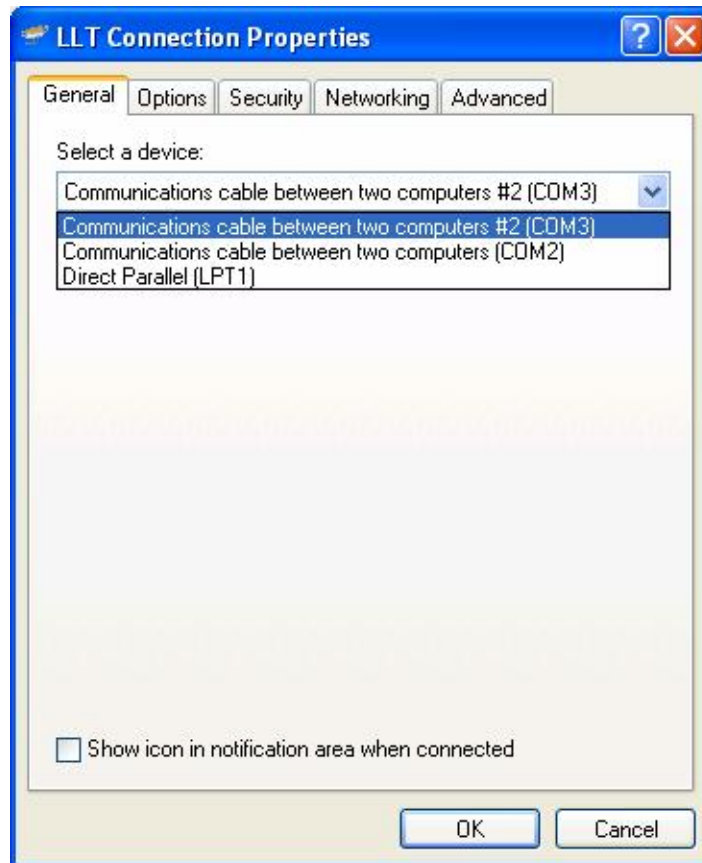 LLT Connection Properties
General Options Security Networking Advanced
Select a device:
Communications cable between two computers #2 (COM3)
Communications cable between two computers #2 (COM3)
Communications cable between two computers (COM2)
Direct Parallel (LPT1)
Show icon in notification area when connected
OK Cancel